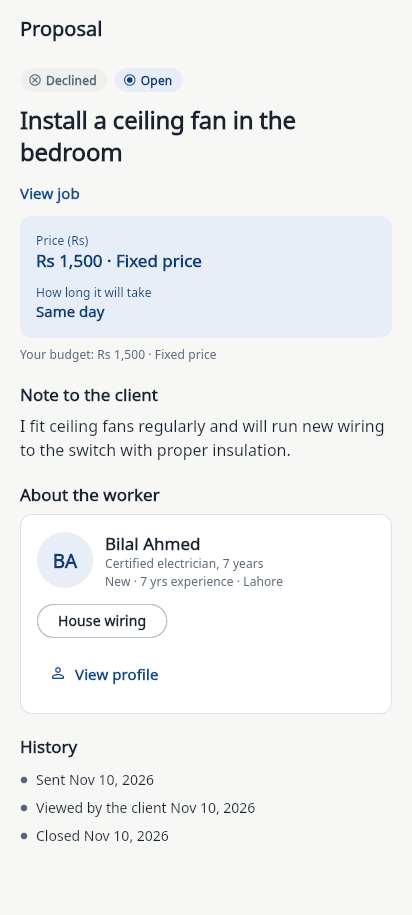 Proposal
Declined Open
Install a ceiling fan in the
bedroom
View job
Price (Rs)
Rs 1,500 · Fixed price
How long it will take
Same day
Your budget: Rs 1,500 · Fixed price
Note to the client
I fit ceiling fans regularly and will run new wiring
to the switch with proper insulation.
About the worker
BA
Bilal Ahmed
Certified electrician, 7 years
New · 7 yrs experience · Lahore
House wiring
View profile
History
Sent Nov 10, 2026
Viewed by the client Nov 10, 2026
Closed Nov 10, 2026